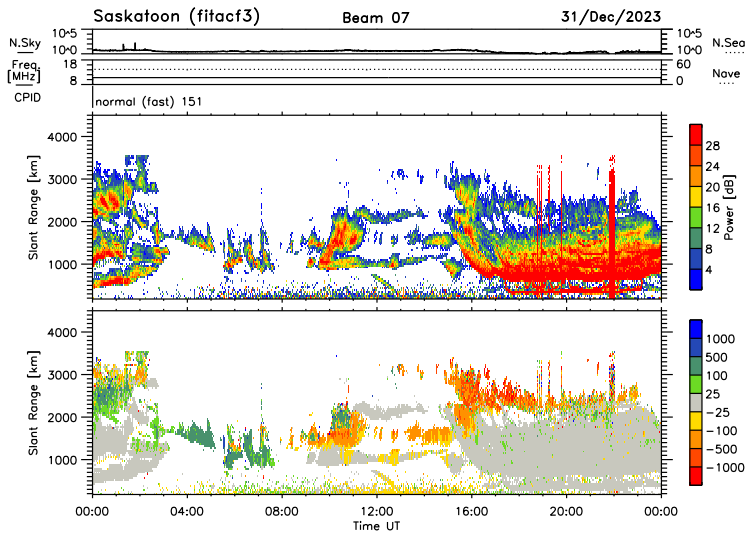 Saskatoon (fitacf3) Beam 07 31/Dec/2023
N.Sky 10^5 10^0 10^5 10^0 N.Sea
Freq. [MHz] 18 8 60 0 Nave
CPID normal (fast) 151
Slant Range [km] 4000 3000 2000 1000
Power [dB] 28 24 20 16 12 8 4
Slant Range [km] 4000 3000 2000 1000
1000 500 100 25 -25 -100 -500 -1000
00:00 04:00 08:00 12:00 16:00 20:00 00:00
Time UT